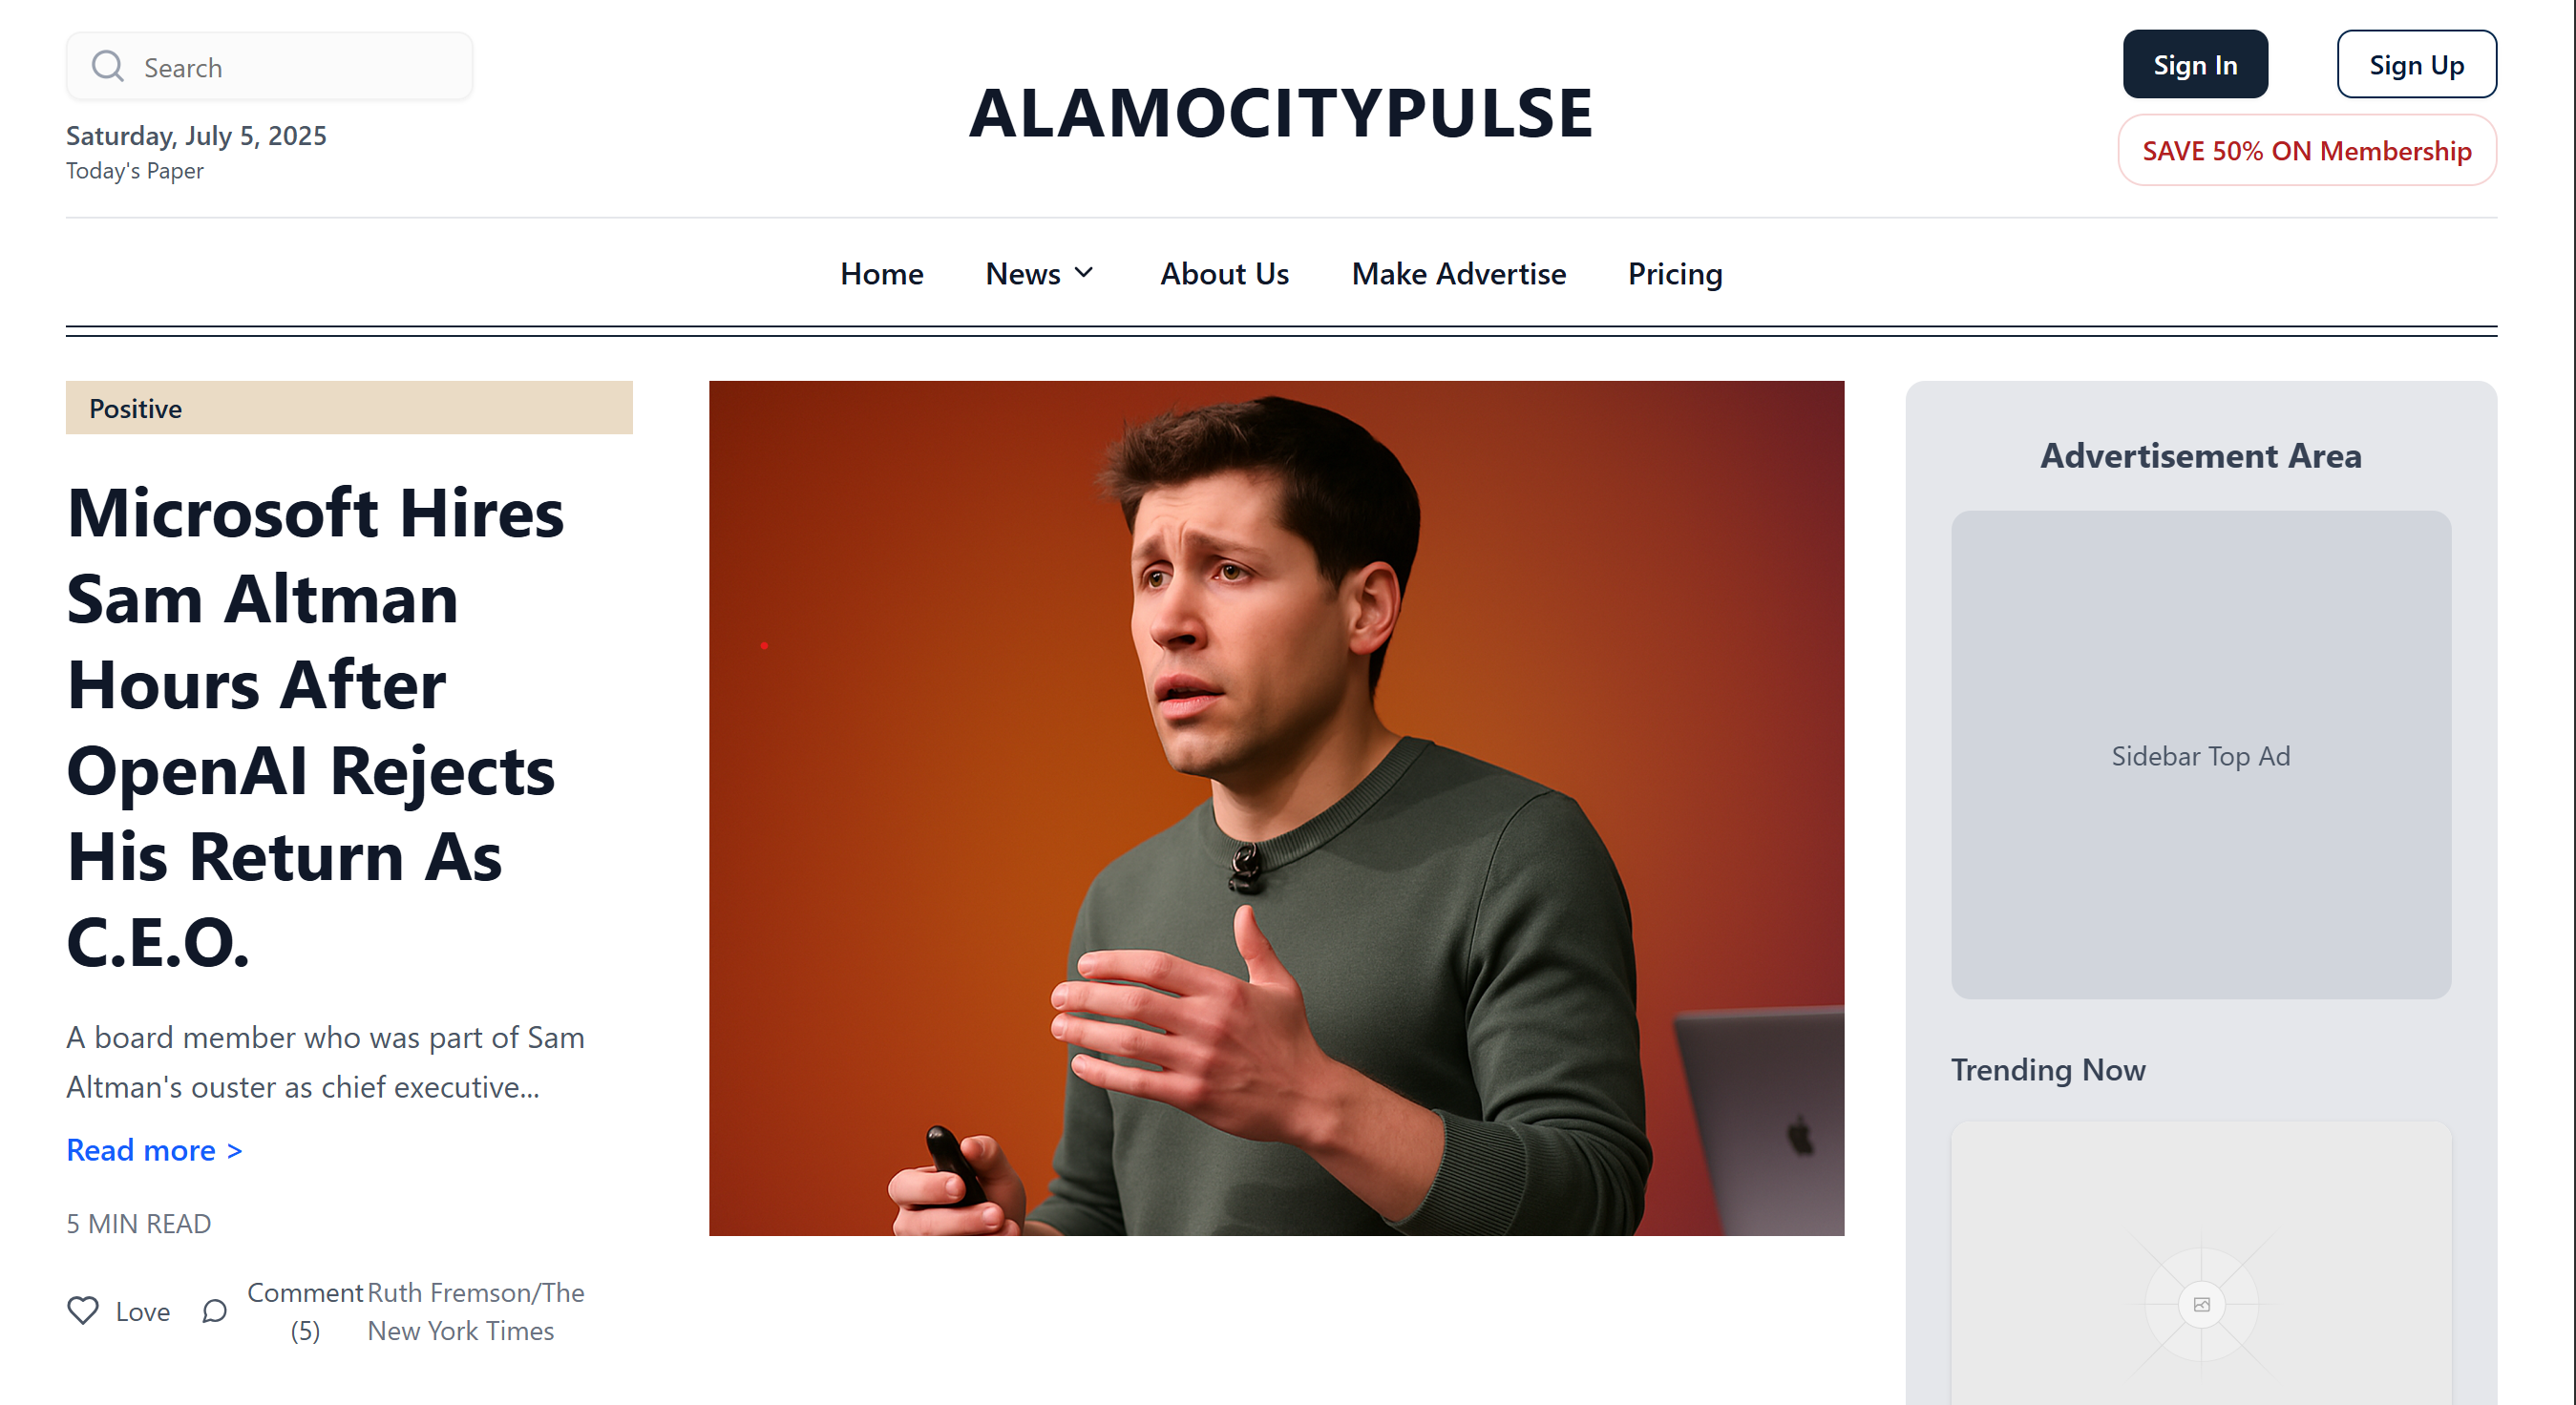 Search
Saturday, July 5, 2025
Today's Paper
ALAMOCITYPULSE
Sign In
Sign Up
SAVE 50% ON Membership
Home
News
About Us
Make Advertise
Pricing
Positive
Microsoft Hires
Sam Altman
Hours After
OpenAI Rejects
His Return As
C.E.O.
A board member who was part of Sam
Altman's ouster as chief executive...
Read more >
5 MIN READ
Love
Comment
(5)
Ruth Fremson/The
New York Times
Advertisement Area
Sidebar Top Ad
Trending Now